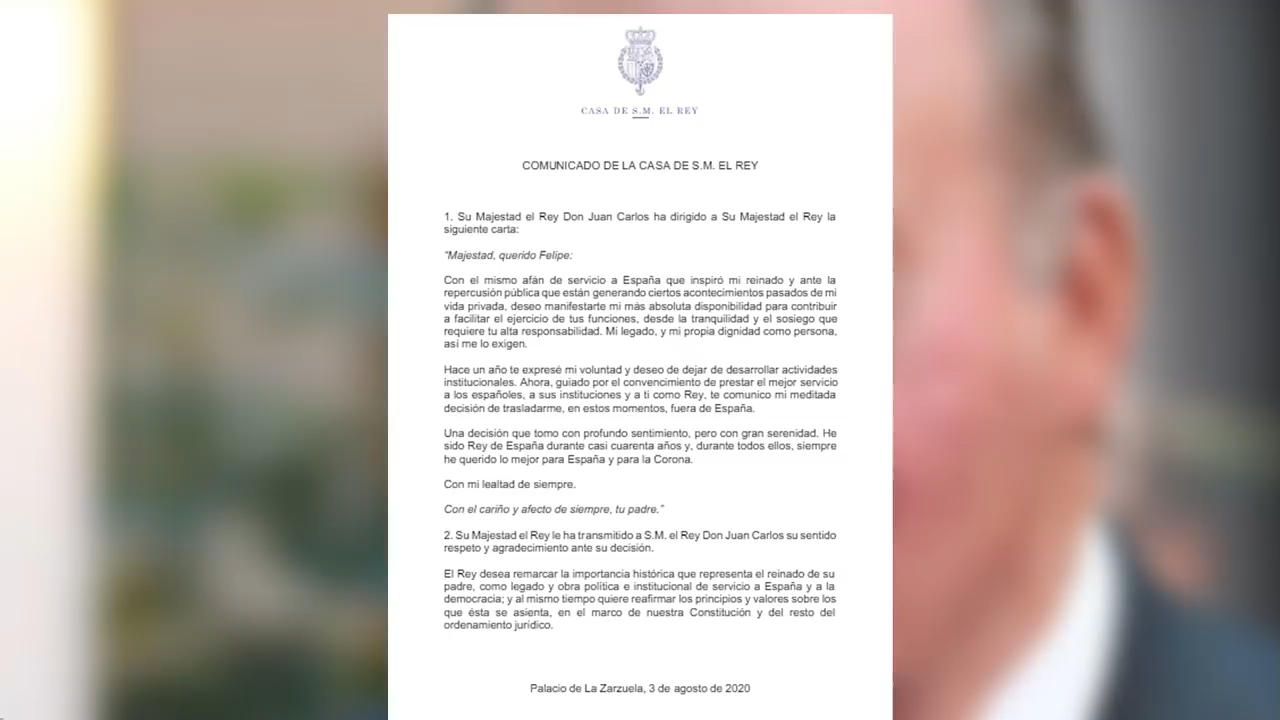 CASA DE S.M. EL REY
COMUNICADO DE LA CASA DE S.M. EL REY
1. Su Majestad el Rey Don Juan Carlos ha dirigido a Su Majestad el Rey la
siguiente carta:
“Majestad, querido Felipe:
Con el mismo afán de servicio a España que inspiró mi reinado y ante la
repercusión pública que están generando ciertos acontecimientos pasados de mi
vida privada, deseo manifestarte mi más absoluta disponibilidad para contribuir
a facilitar el ejercicio de tus funciones, desde la tranquilidad y el sosiego que
requiere tu alta responsabilidad. Mi legado, y mi propia dignidad como persona,
así me lo exigen.
Hace un año te expresé mi voluntad y deseo de dejar de desarrollar actividades
institucionales. Ahora, guiado por el convencimiento de prestar el mejor servicio
a los españoles, a sus instituciones y a ti como Rey, te comunico mi meditada
decisión de trasladarme, en estos momentos, fuera de España.
Una decisión que tomo con profundo sentimiento, pero con gran serenidad. He
sido Rey de España durante casi cuarenta años y, durante todos ellos, siempre
he querido lo mejor para España y para la Corona.
Con mi lealtad de siempre.
Con el cariño y afecto de siempre, tu padre.”
2. Su Majestad el Rey le ha transmitido a S.M. el Rey Don Juan Carlos su sentido
respeto y agradecimiento ante su decisión.
El Rey desea remarcar la importancia histórica que representa el reinado de su
padre, como legado y obra política e institucional de servicio a España y a la
democracia; y al mismo tiempo quiere reafirmar los principios y valores sobre los
que ésta se asienta, en el marco de nuestra Constitución y del resto del
ordenamiento jurídico.
Palacio de La Zarzuela, 3 de agosto de 2020